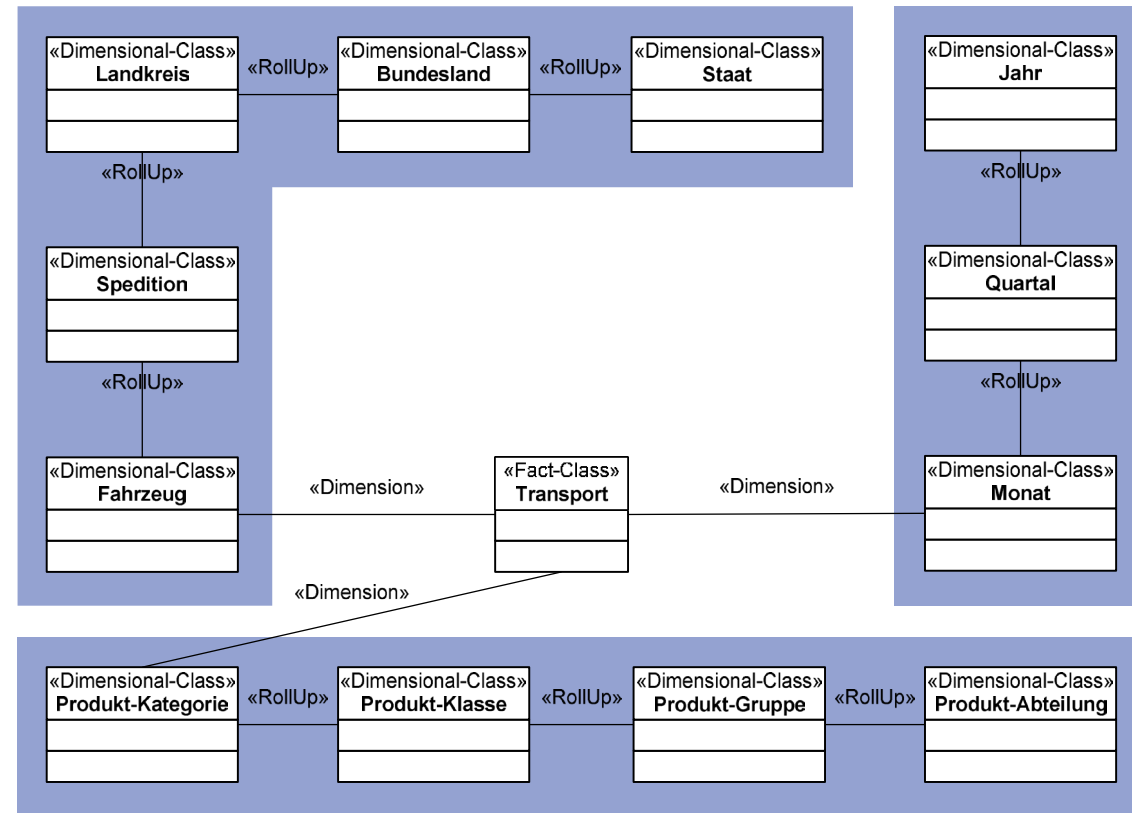 «Dimensional-Class»
Landkreis
«RollUp»
«Dimensional-Class»
Bundesland
«RollUp»
«Dimensional-Class»
Staat
«Dimensional-Class»
Jahr
«RollUp»
«RollUp»
«Dimensional-Class»
Spedition
«Dimensional-Class»
Quartal
«RollUp»
«RollUp»
«Dimensional-Class»
Fahrzeug
«Dimension»
«Fact-Class»
Transport
«Dimension»
«Dimensional-Class»
Monat
«Dimension»
«Dimensional-Class»
Produkt-Kategorie
«RollUp»
«Dimensional-Class»
Produkt-Klasse
«RollUp»
«Dimensional-Class»
Produkt-Gruppe
«RollUp»
«Dimensional-Class»
Produkt-Abteilung